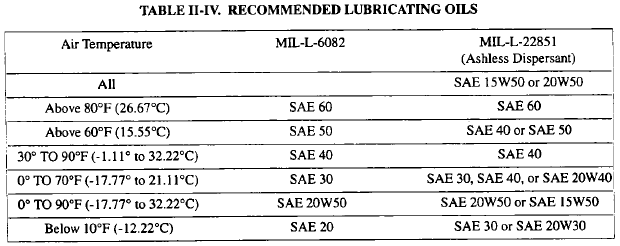 TABLE II-IV. RECOMMENDED LUBRICATING OILS
Air Temperature MIL-L-6082 MIL-L-22851
(Ashless Dispersant)
All SAE 15W50 or 20W50
Above 80°F (26.67°C) SAE 60 SAE 60
Above 60°F (15.55°C) SAE 50 SAE 40 or SAE 50
30° TO 90°F (-1.11° to 32.22°C) SAE 40 SAE 40
0° TO 70°F (-17.77° to 21.11°C) SAE 30 SAE 30, SAE 40, or SAE 20W40
0° TO 90°F (-17.77° to 32.22°C) SAE 20W50 SAE 20W50 or SAE 15W50
Below 10°F (-12.22°C) SAE 20 SAE 30 or SAE 20W30